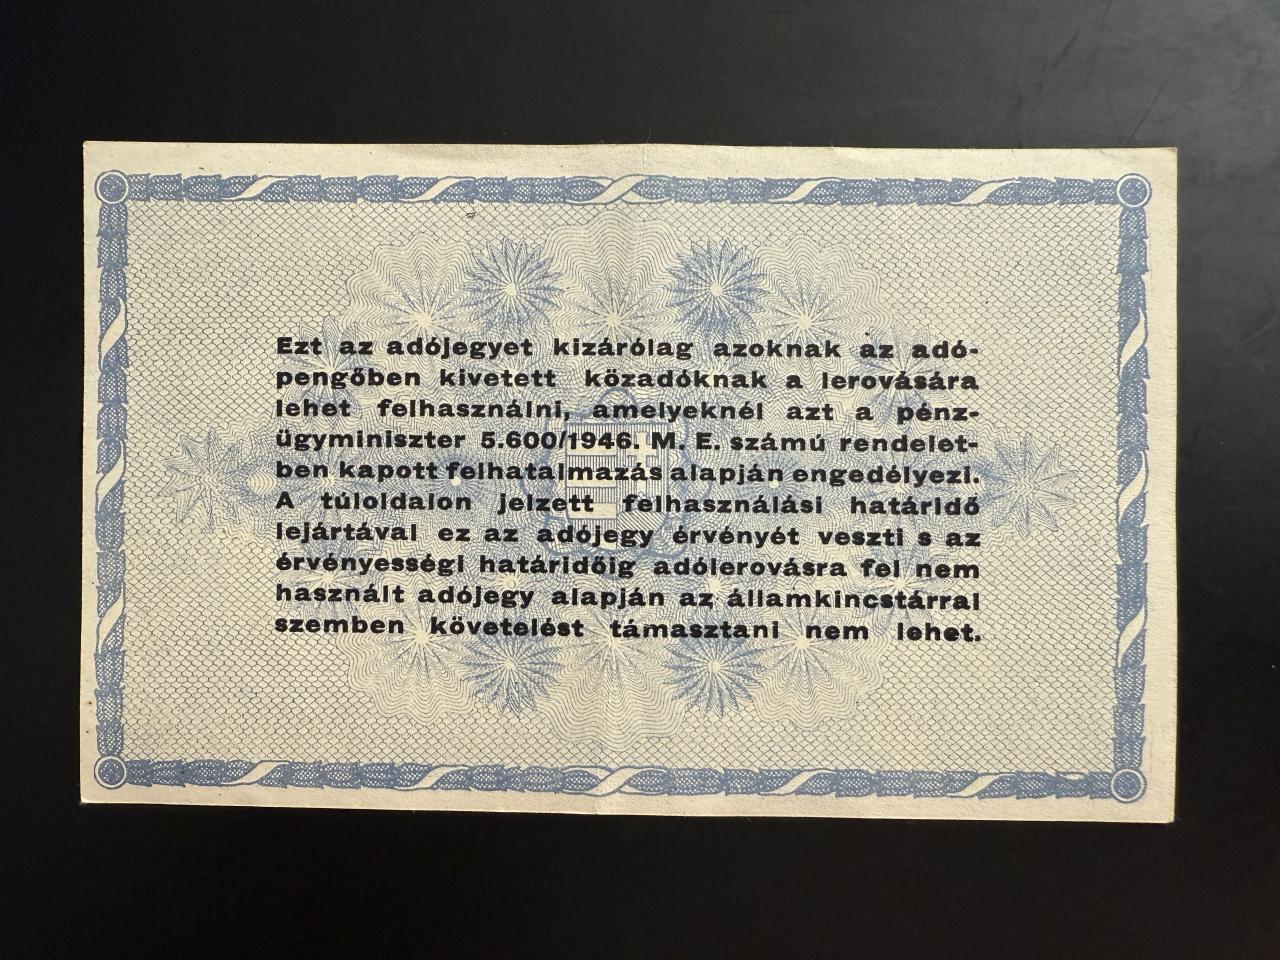 Ezt az adójegyet kizárólag azoknak az adó-
pengőben kivetett közadóknak a lerovására
lehet felhasználni, amelyeknél azt a pénz-
ügyminiszter 5.600/1946. M. E. számú rendelet-
ben kapott felhatalmazás alapján engedélyezi.
A túloldalon jelzett felhasználási határidő
lejártával ez az adójegy érvényét veszti s az
érvényességi határidőig adólerovásra fel nem
használt adójegy alapján az államkincstárral
szemben követelést támasztani nem lehet.